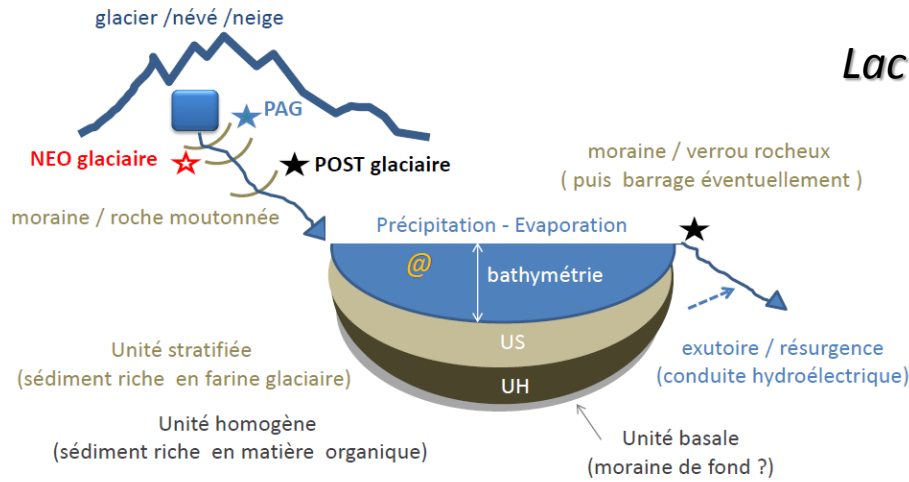 glacier /névé /neige
Lac
PAG
NEO glaciaire
POST glaciaire
moraine / verrou rocheux
( puis barrage éventuellement )
moraine / roche moutonnée
Précipitation - Evaporation
@
bathymétrie
US
UH
Unité stratifiée
(sédiment riche en farine glaciaire)
exutoire / résurgence
(conduite hydroélectrique)
Unité homogène
(sédiment riche en matière organique)
Unité basale
(moraine de fond ?)